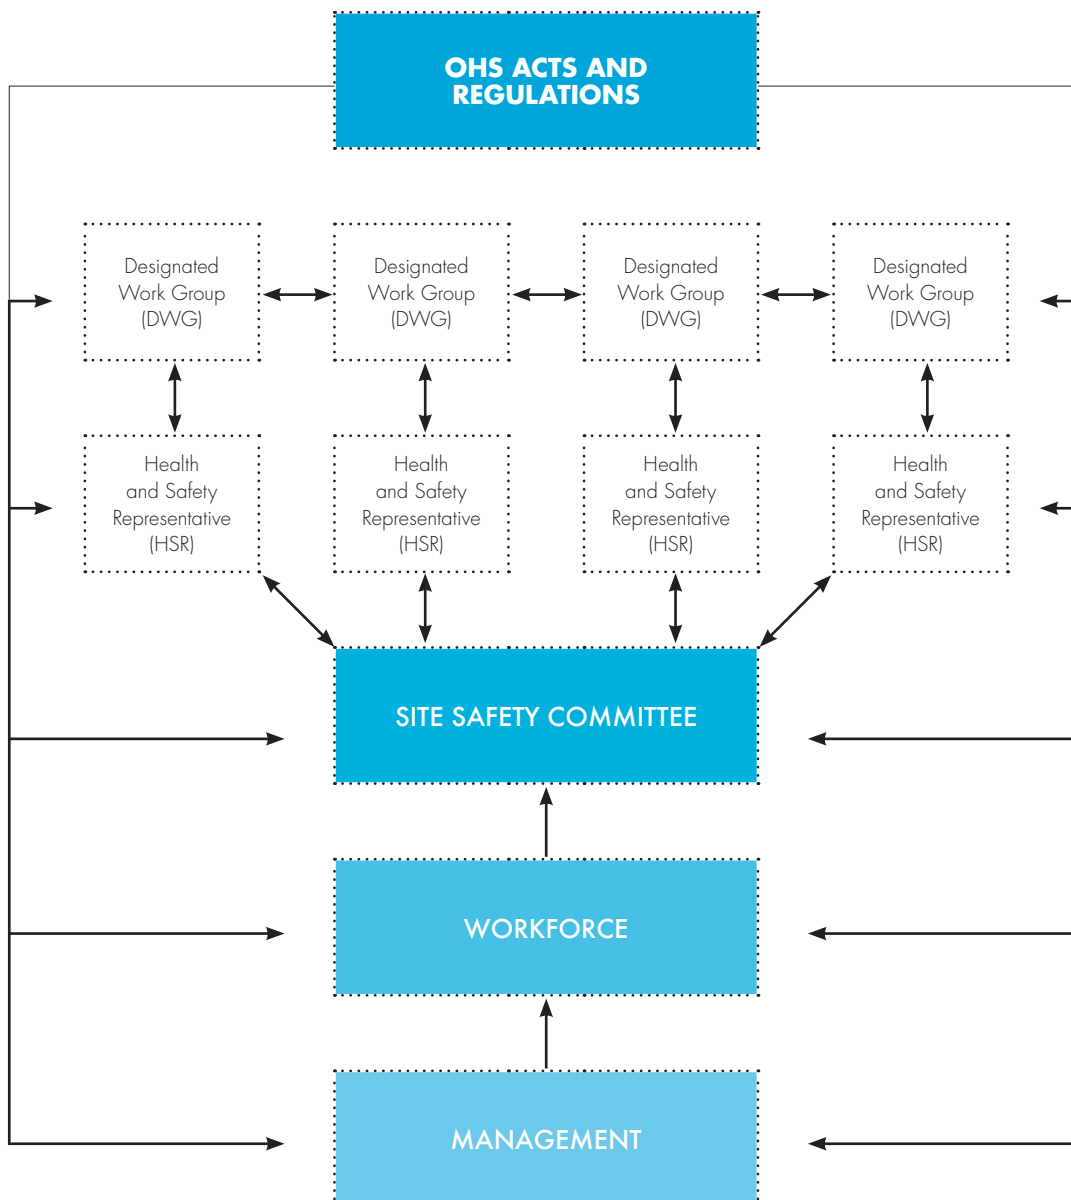 OHS ACTS AND
REGULATIONS
Designated
Work Group
(DWG)
Designated
Work Group
(DWG)
Designated
Work Group
(DWG)
Designated
Work Group
(DWG)
Health
and Safety
Representative
(HSR)
Health
and Safety
Representative
(HSR)
Health
and Safety
Representative
(HSR)
Health
and Safety
Representative
(HSR)
SITE SAFETY COMMITTEE
WORKFORCE
MANAGEMENT